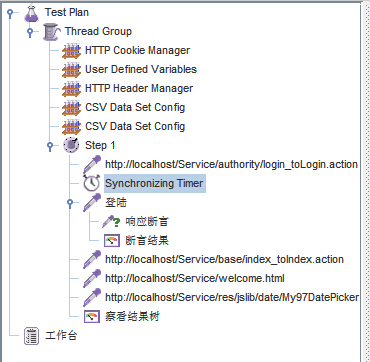 Test Plan
Thread Group
HTTP Cookie Manager
User Defined Variables
HTTP Header Manager
CSV Data Set Config
CSV Data Set Config
Step 1
http://localhost/Service/authority/login_toLogin.action
Synchronizing Timer
登陆
响应断言
断言结果
http://localhost/Service/base/index_toIndex.action
http://localhost/Service/welcome.html
http://localhost/Service/res/jslib/date/My97DatePicker
察看结果树
工作台